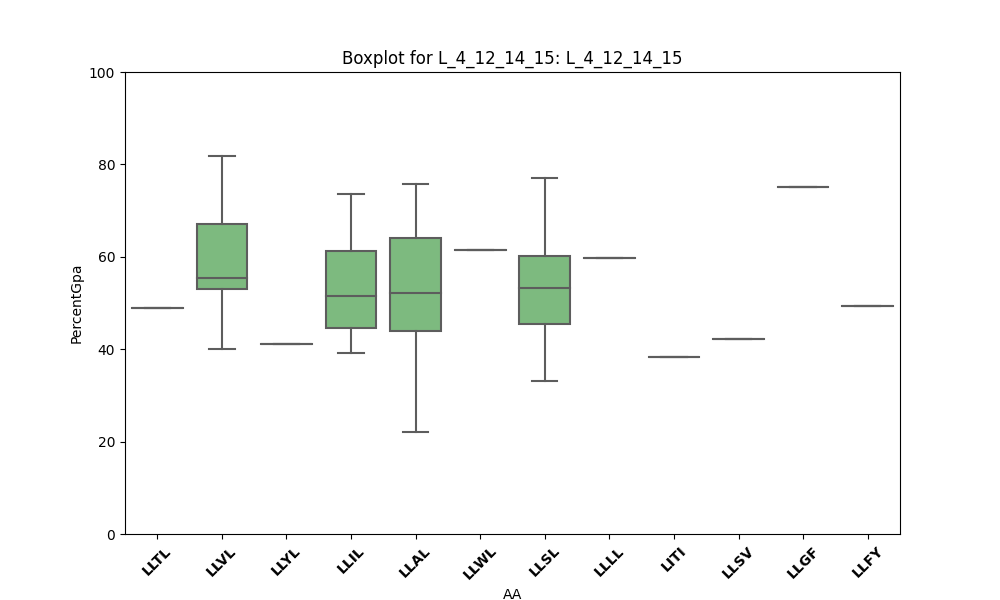 Boxplot for L_4_12_14_15: L_4_12_14_15
100
80
60
40
20
0
PercentGpa
LLTL LLVL LLYL LLIL LLAL LLWL LLSL LLLL LITI LLSV LLGF LLFY
AA